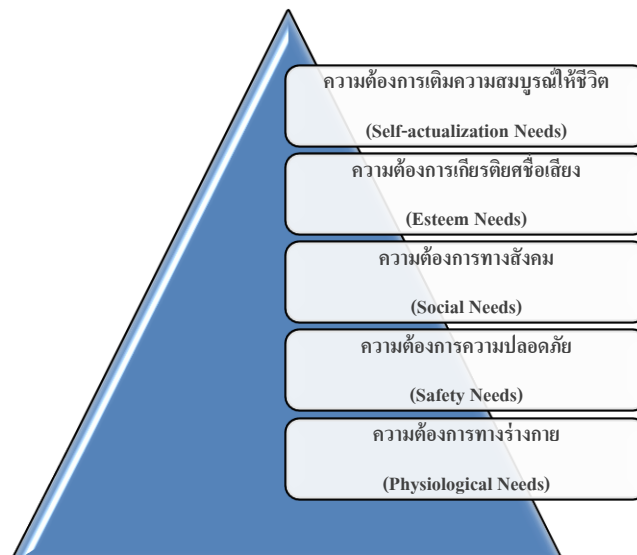 ความต้องการเติมความสมบูรณ์ให้ชีวิต
(Self-actualization Needs)
ความต้องการเกียรติยศชื่อเสียง
(Esteem Needs)
ความต้องการทางสังคม
(Social Needs)
ความต้องการความปลอดภัย
(Safety Needs)
ความต้องการทางร่างกาย
(Physiological Needs)